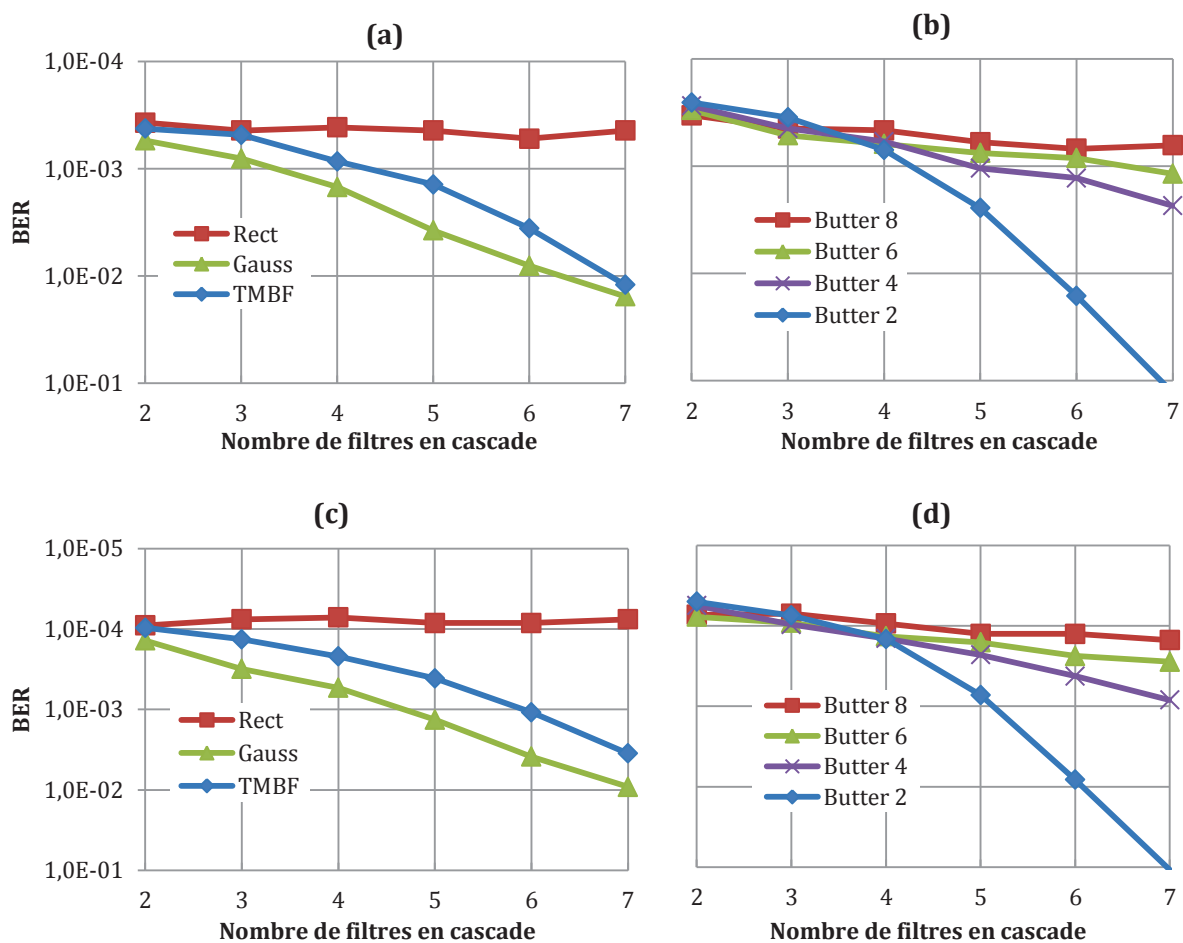 (a)
1,0E-04
1,0E-03
1,0E-02
1,0E-01
BER
Rect
Gauss
TMBF
2 3 4 5 6 7
Nombre de filtres en cascade
(b)
Butter 8
Butter 6
Butter 4
Butter 2
2 3 4 5 6 7
Nombre de filtres en cascade
(c)
1,0E-05
1,0E-04
1,0E-03
1,0E-02
1,0E-01
BER
Rect
Gauss
TMBF
2 3 4 5 6 7
Nombre de filtres en cascade
(d)
Butter 8
Butter 6
Butter 4
Butter 2
2 3 4 5 6 7
Nombre de filtres en cascade